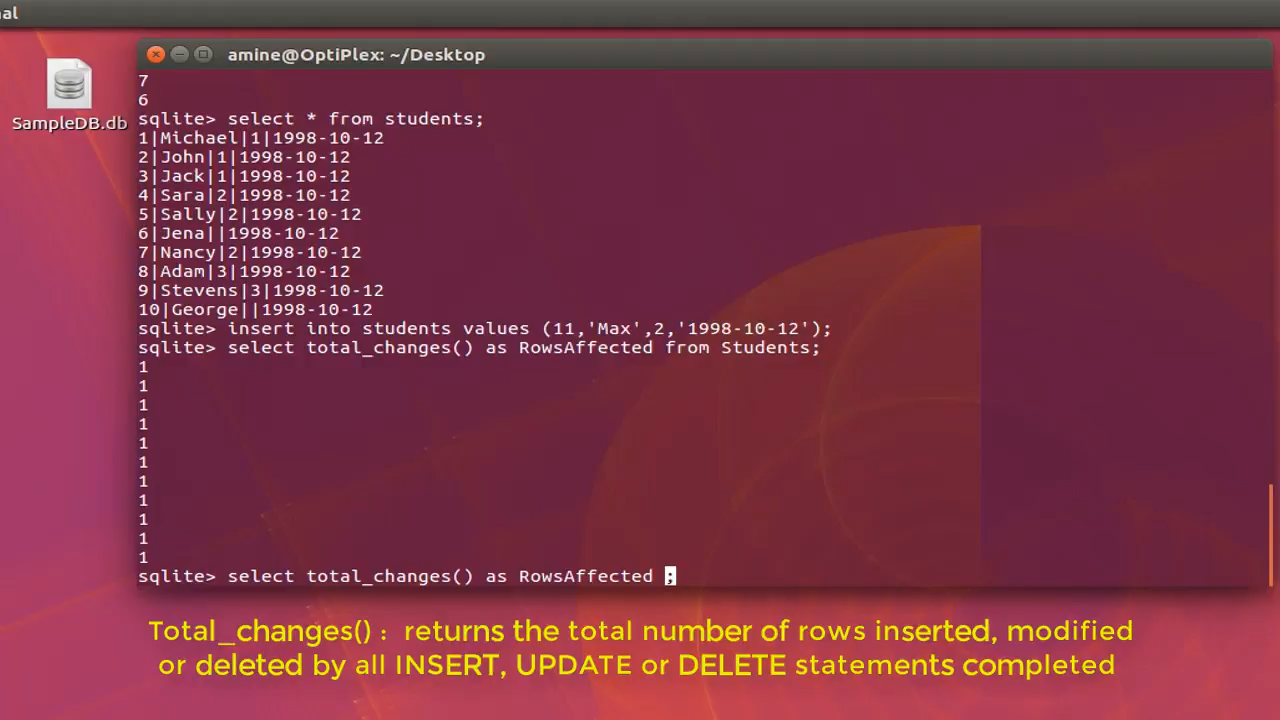 al
amine@OptiPlex: ~/Desktop
SampleDB.db
7
6
sqlite> select * from students;
1|Michael|1|1998-10-12
2|John|1|1998-10-12
3|Jack|1|1998-10-12
4|Sara|2|1998-10-12
5|Sally|2|1998-10-12
6|Jena||1998-10-12
7|Nancy|2|1998-10-12
8|Adam|3|1998-10-12
9|Stevens|3|1998-10-12
10|George||1998-10-12
sqlite> insert into students values (11,'Max',2,'1998-10-12');
sqlite> select total_changes() as RowsAffected from Students;
1
1
1
1
1
1
1
1
1
1
1
sqlite> select total_changes() as RowsAffected ;
Total_changes() : returns the total number of rows inserted, modified
or deleted by all INSERT, UPDATE or DELETE statements completed